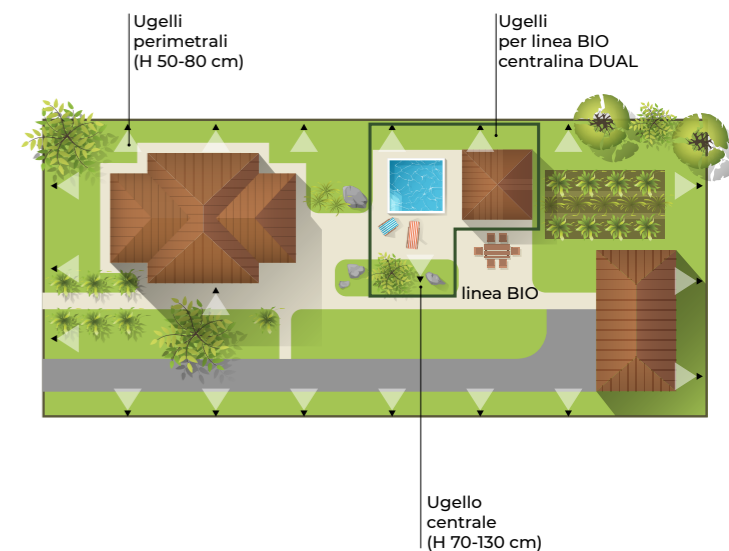 Ugelli
perimetrali
(H 50-80 cm)
Ugelli
per linea BIO
centralina DUAL
linea BIO
Ugello
centrale
(H 70-130 cm)